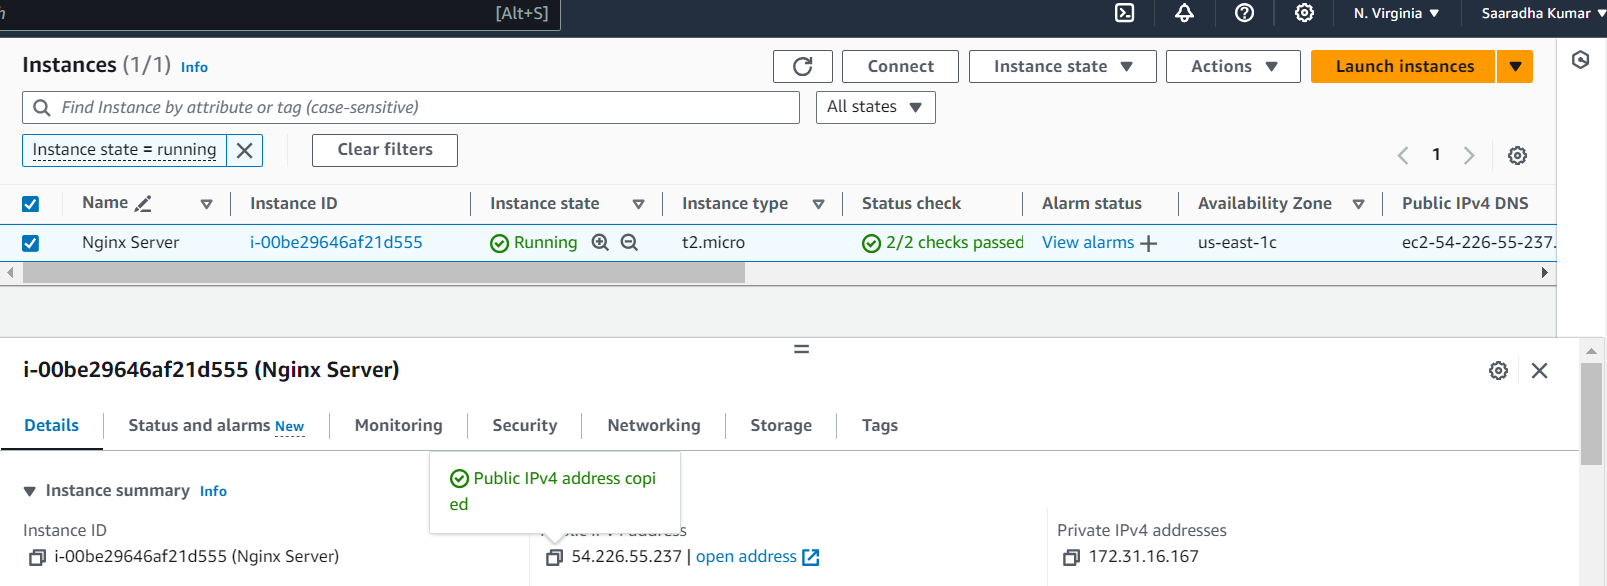 [Alt+S] N. Virginia Saaradha Kumar
Instances (1/1) Info Connect Instance state Actions Launch instances
Find Instance by attribute or tag (case-sensitive) All states
Instance state = running Clear filters 1
Name Instance ID Instance state Instance type Status check Alarm status Availability Zone Public IPv4 DNS
Nginx Server i-00be29646af21d555 Running t2.micro 2/2 checks passed View alarms us-east-1c ec2-54-226-55-237.
i-00be29646af21d555 (Nginx Server)
Details Status and alarms New Monitoring Security Networking Storage Tags
Public IPv4 address copi
ed
Instance summary Info
Instance ID Private IPv4 addresses
i-00be29646af21d555 (Nginx Server) 54.226.55.237 | open address 172.31.16.167